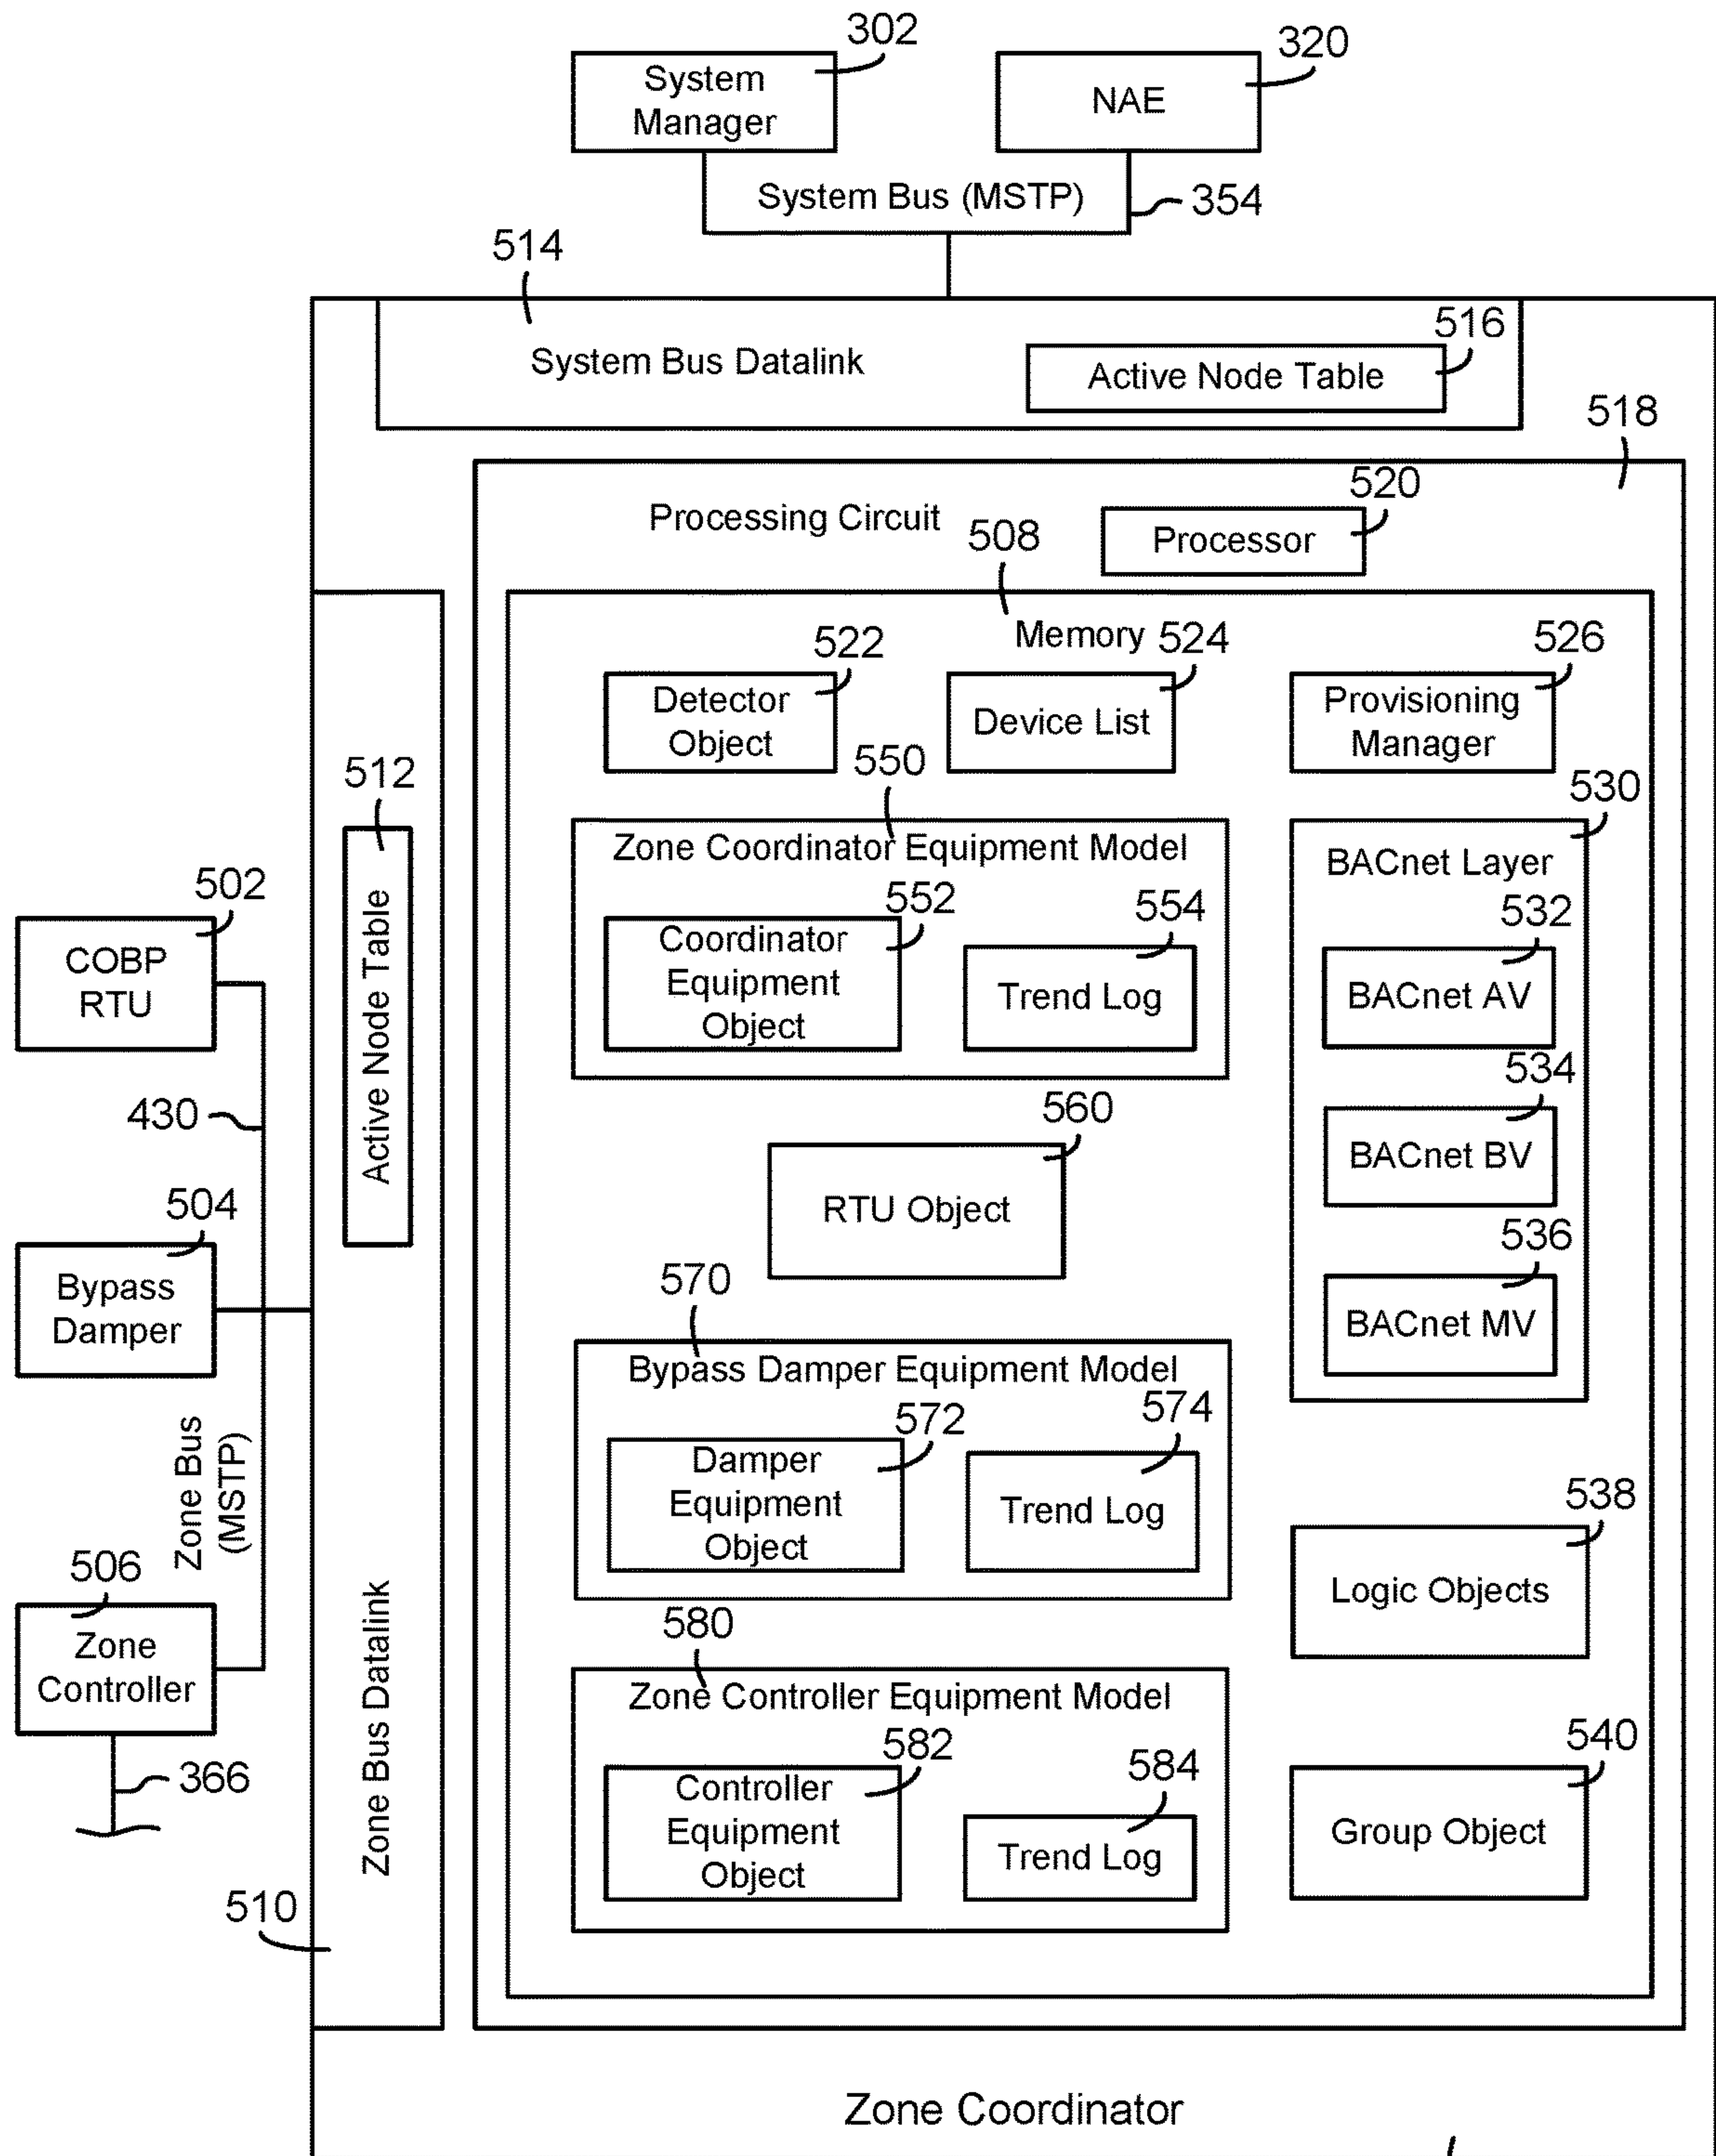 302
320
System
Manager
NAE
System Bus (MSTP)
354
514
516
System Bus Datalink
Active Node Table
518
520
Processing Circuit
Processor
508
Memory
522
524
526
Detector
Object
Device List
Provisioning
Manager
512
Active Node Table
550
Zone Coordinator Equipment Model
552
554
Coordinator
Equipment
Object
Trend Log
530
BACnet Layer
532
BACnet AV
534
BACnet BV
536
BACnet MV
502
COBP
RTU
430
504
Bypass
Damper
Zone Bus
(MSTP)
506
Zone
Controller
366
510
Zone Bus Datalink
560
RTU Object
570
Bypass Damper Equipment Model
572
574
Damper
Equipment
Object
Trend Log
538
Logic Objects
580
Zone Controller Equipment Model
582
584
Controller
Equipment
Object
Trend Log
540
Group Object
Zone Coordinator